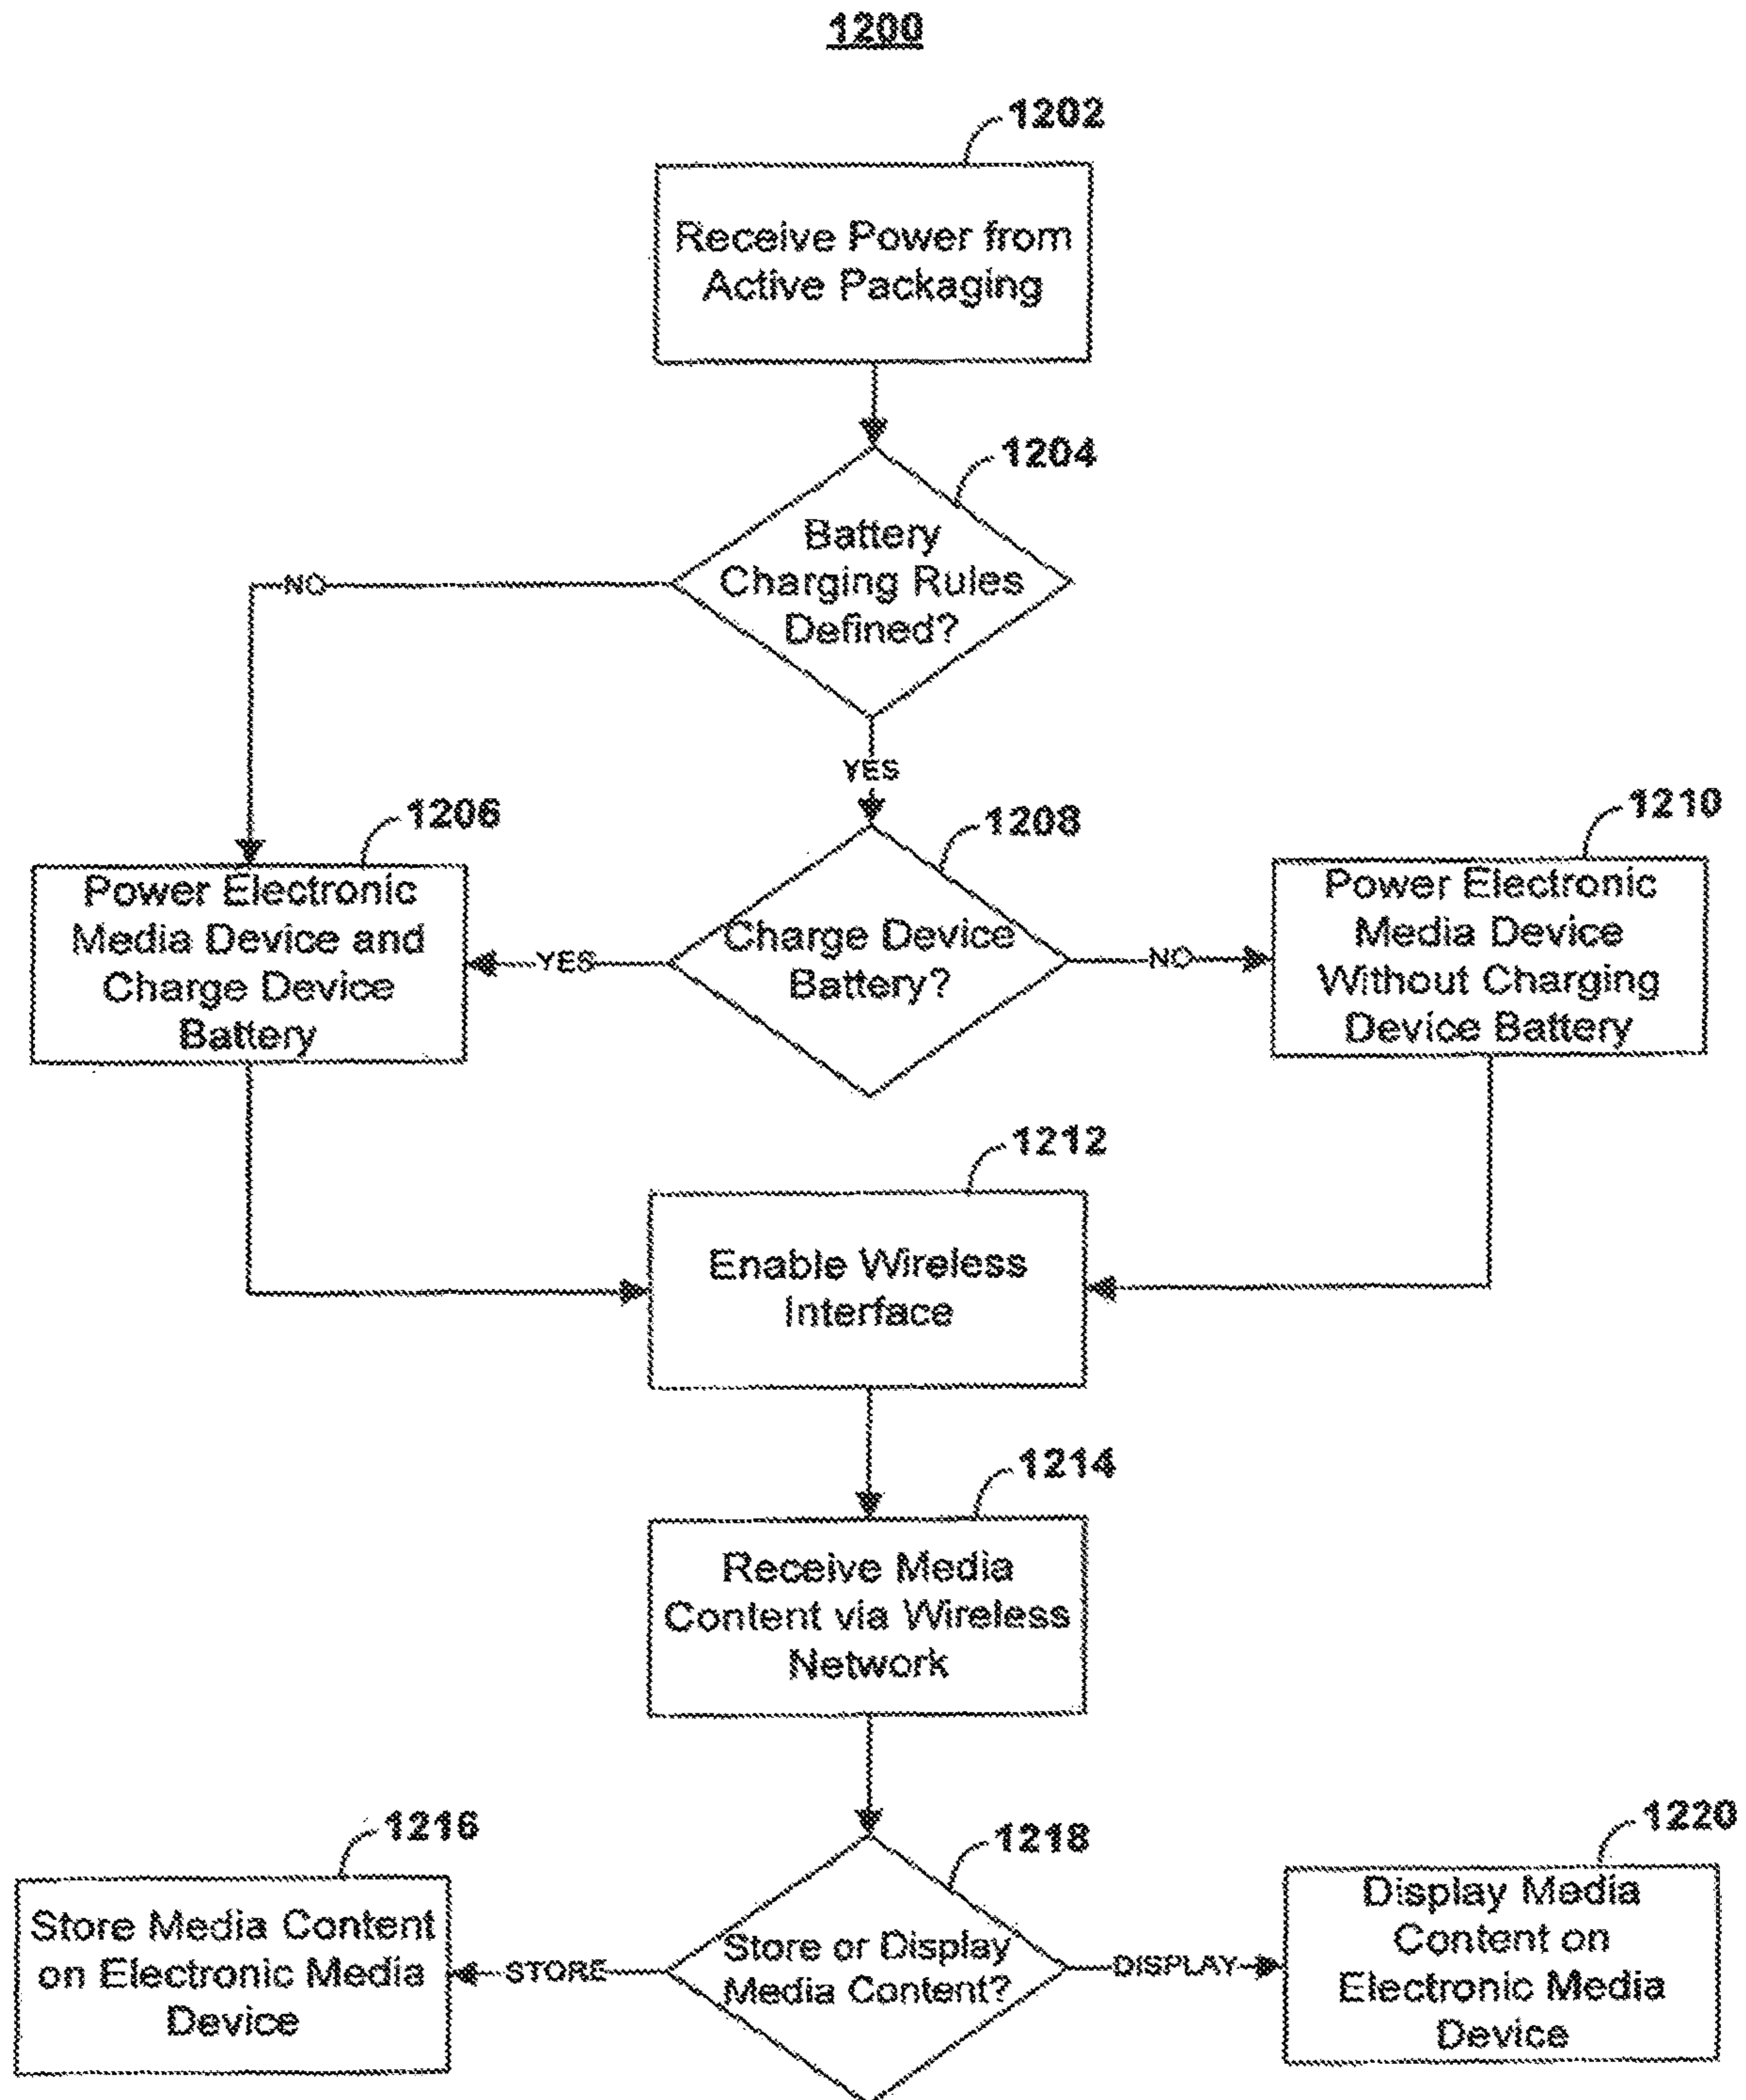 1200
1202
Receive Power from
Active Packaging
1204
Battery
Charging Rules
Defined?
NO
YES
1206
Power Electronic
Media Device and
Charge Device
Battery
1208
Charge Device
Battery?
YES
NO
1210
Power Electronic
Media Device
Without Charging
Device Battery
1212
Enable Wireless
Interface
1214
Receive Media
Content via Wireless
Network
1216
Store Media Content
on Electronic Media
Device
1218
Store or Display
Media Content?
STORE
DISPLAY
1220
Display Media
Content on
Electronic Media
Device